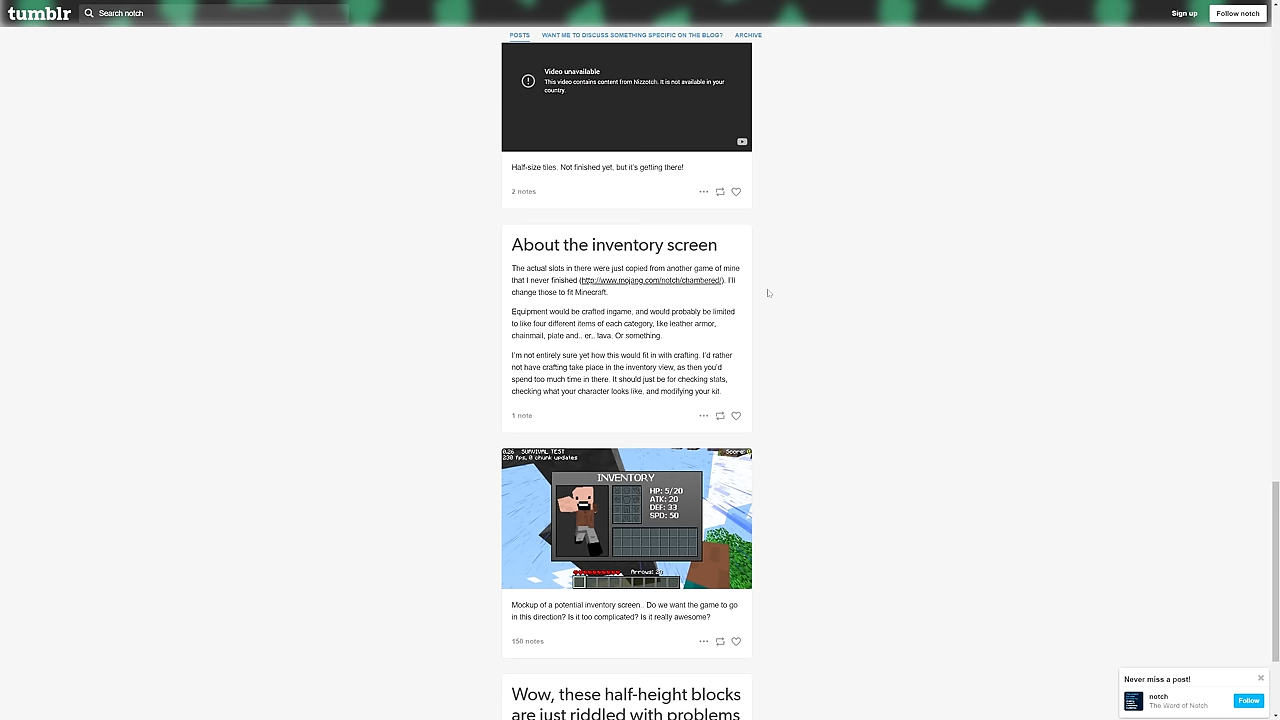 tumblr
Search notch
Sign up
Follow notch
POSTS
WANT ME TO DISCUSS SOMETHING SPECIFIC ON THE BLOG?
ARCHIVE
Video unavailable
This video contains content from Nizzotch. It is not available in your
country.
Half-size tiles. Not finished yet, but it's getting there!
2 notes
About the inventory screen
The actual slots in there were just copied from another game of mine
that I never finished (http://www.mojang.com/notch/chambered/). I'll
change those to fit Minecraft.
Equipment would be crafted ingame, and would probably be limited
to like four different items of each category, like leather armor,
chainmail, plate and.. er.. lava. Or something.
I'm not entirely sure yet how this would fit in with crafting. I'd rather
not have crafting take place in the inventory view, as then you'd
spend too much time in there. It should just be for checking stats,
checking what your character looks like, and modifying your kit.
1 note
0.26 SURVIVAL TEST
230 fps, 0 chunk updates
Score:
INVENTORY
HP: 5/20
ATK: 20
DEF: 33
SPD: 50
Arrows:
Mockup of a potential inventory screen.. Do we want the game to go
in this direction? Is it too complicated? Is it really awesome?
150 notes
Wow, these half-height blocks
are just riddled with problems
Never miss a post!
notch
The Word of Notch
Follow